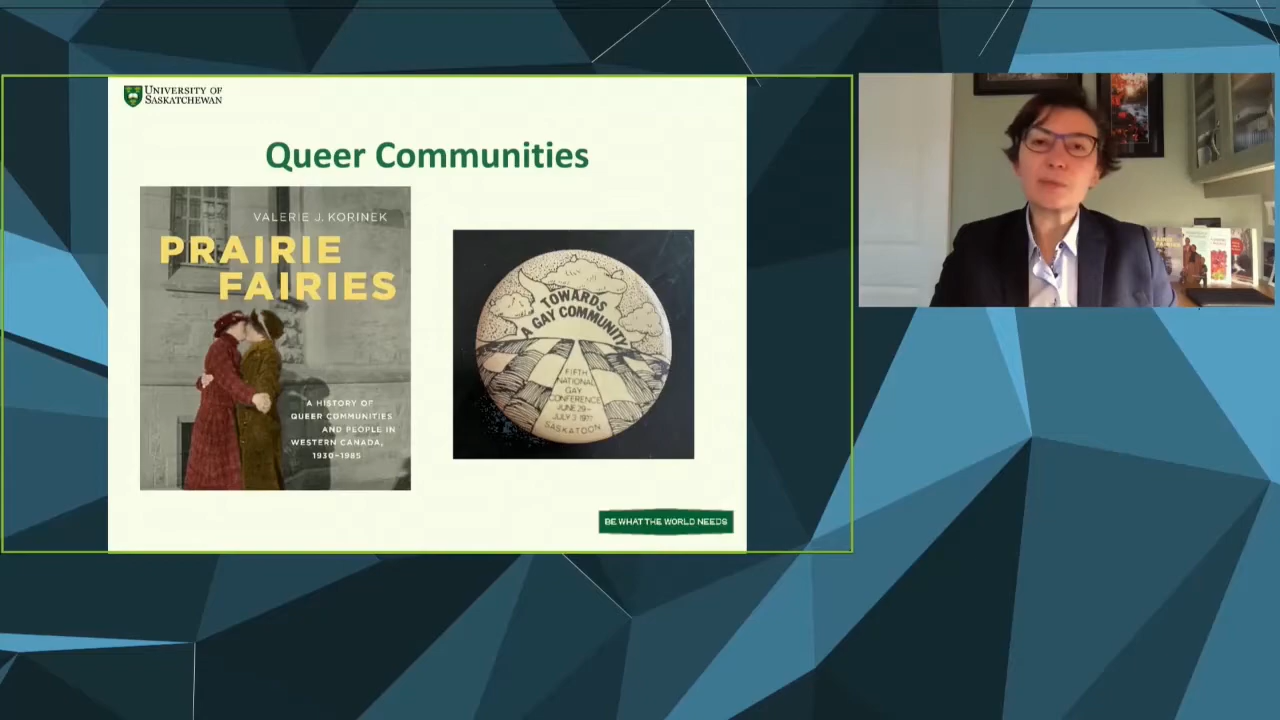 UNIVERSITY OF
SASKATCHEWAN
Queer Communities
VALERIE J. KORINEK
PRAIRIE
FAIRIES
A HISTORY OF
QUEER COMMUNITIES
AND PEOPLE IN
WESTERN CANADA,
1930–1985
TOWARDS
A GAY COMMUNITY
FIFTH
NATIONAL
GAY
CONFERENCE
JUNE 29–
JULY 3 1977
SASKATOON
BE WHAT THE WORLD NEEDS